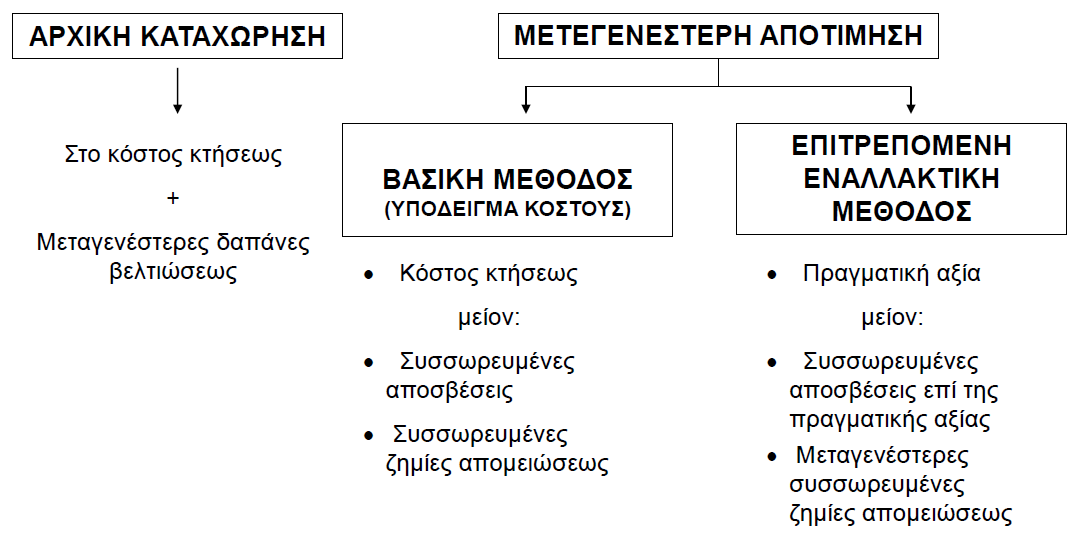 ΑΡΧΙΚΗ ΚΑΤΑΧΩΡΗΣΗ
Στο κόστος κτήσεως
+
Μεταγενέστερες δαπάνες
βελτιώσεως
ΜΕΤΕΓΕΝΕΣΤΕΡΗ ΑΠΟΤΙΜΗΣΗ
ΒΑΣΙΚΗ ΜΕΘΟΔΟΣ
(ΥΠΟΔΕΙΓΜΑ ΚΟΣΤΟΥΣ)
• Κόστος κτήσεως
μείον:
• Συσσωρευμένες
αποσβέσεις
• Συσσωρευμένες
ζημίες απομειώσεως
ΕΠΙΤΡΕΠΟΜΕΝΗ
ΕΝΑΛΛΑΚΤΙΚΗ
ΜΕΘΟΔΟΣ
• Πραγματική αξία
μείον:
• Συσσωρευμένες
αποσβέσεις επί της
πραγματικής αξίας
• Μεταγενέστερες
συσσωρευμένες
ζημίες απομειώσεως